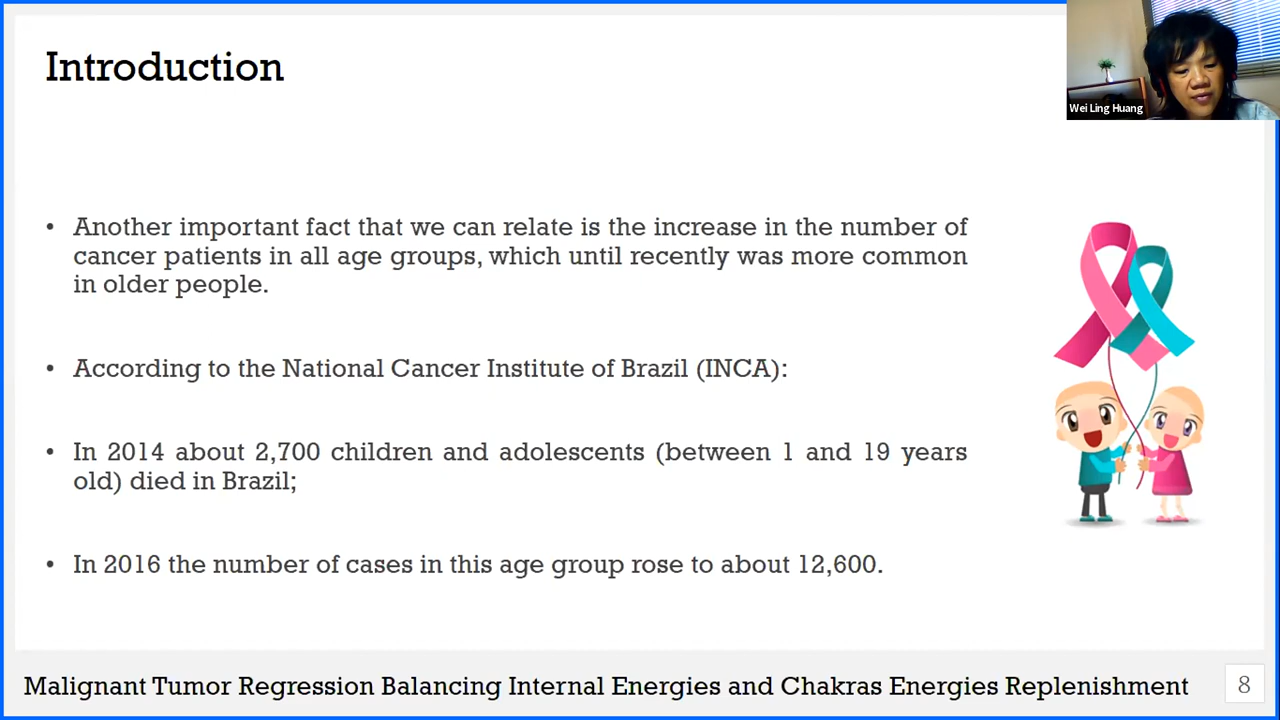 Introduction
Wei Ling Huang
• Another important fact that we can relate is the increase in the number of
cancer patients in all age groups, which until recently was more common
in older people.
• According to the National Cancer Institute of Brazil (INCA):
• In 2014 about 2,700 children and adolescents (between 1 and 19 years
old) died in Brazil;
• In 2016 the number of cases in this age group rose to about 12,600.
Malignant Tumor Regression Balancing Internal Energies and Chakras Energies Replenishment
8